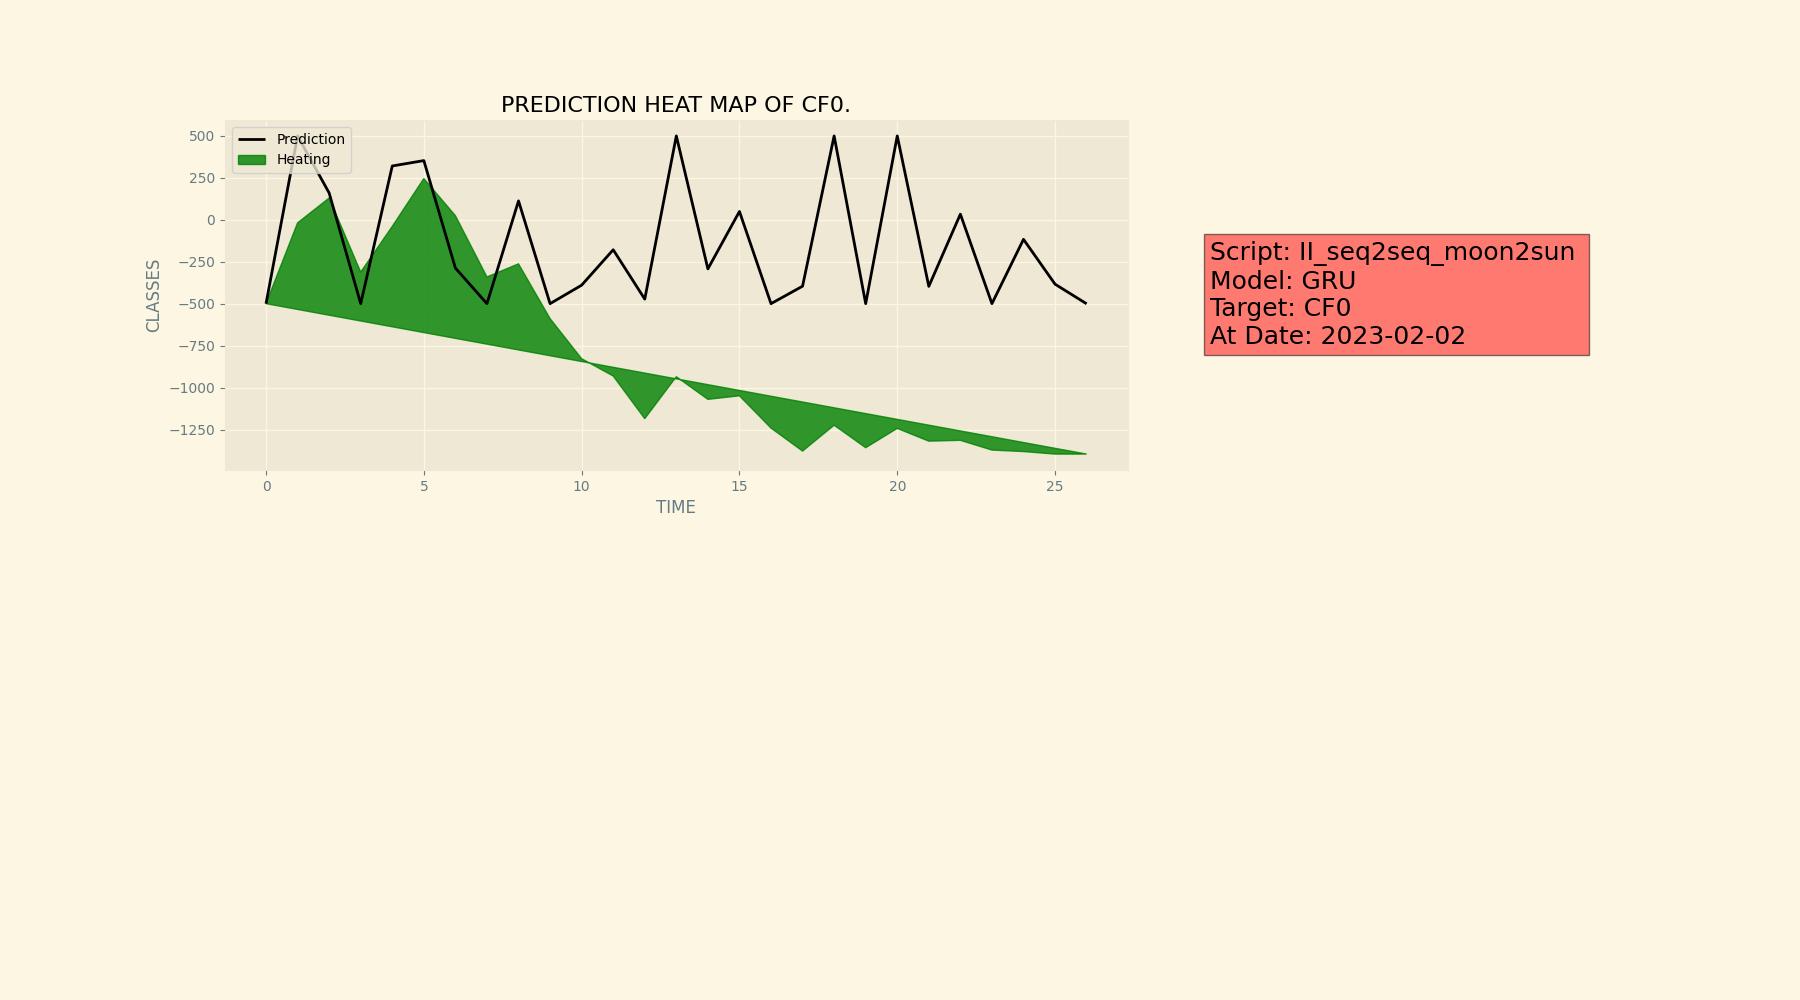 PREDICTION HEAT MAP OF CF0.
Prediction
Heating
500
250
0
−250
−500
−750
−1000
−1250
CLASSES
0 5 10 15 20 25
TIME
Script: II_seq2seq_moon2sun
Model: GRU
Target: CF0
At Date: 2023-02-02